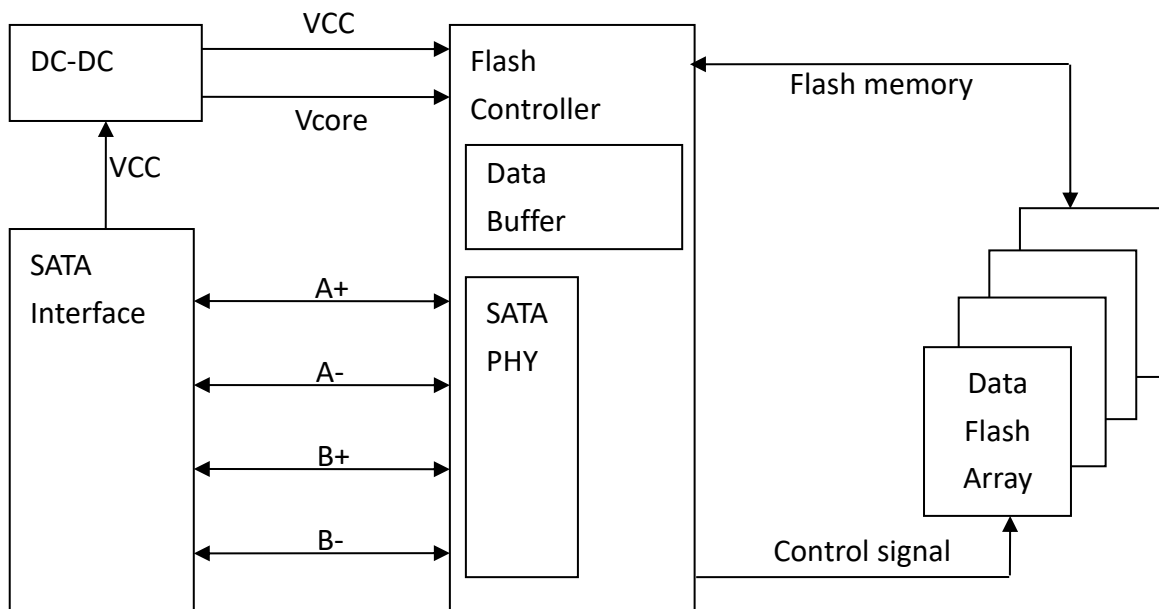 VCC
DC-DC
Flash
Controller
Flash memory
Vcore
VCC
Data
Buffer
SATA
Interface
A+
SATA
PHY
A-
Data
Flash
Array
B+
B-
Control signal